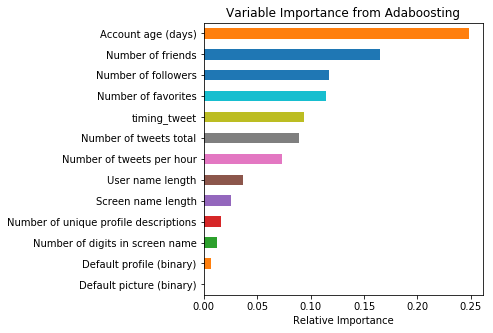 Variable Importance from Adaboosting
Account age (days)
Number of friends
Number of followers
Number of favorites
timing_tweet
Number of tweets total
Number of tweets per hour
User name length
Screen name length
Number of unique profile descriptions
Number of digits in screen name
Default profile (binary)
Default picture (binary)
0.00 0.05 0.10 0.15 0.20 0.25
Relative Importance